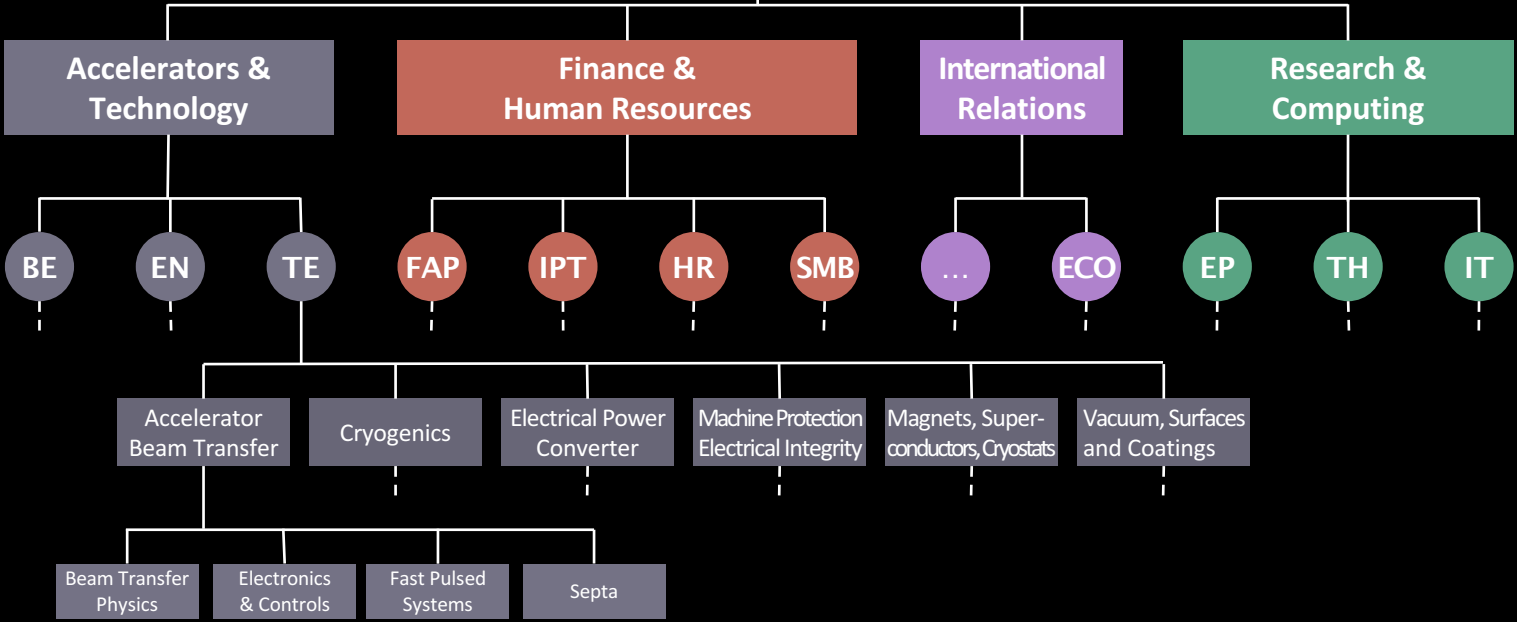 Accelerators &
Technology
Finance &
Human Resources
International
Relations
Research &
Computing
BE
EN
TE
FAP
IPT
HR
SMB
...
ECO
EP
TH
IT
Accelerator
Beam Transfer
Cryogenics
Electrical Power
Converter
Machine Protection
Electrical Integrity
Magnets, Super-
conductors, Cryostats
Vacuum, Surfaces
and Coatings
Beam Transfer
Physics
Electronics
& Controls
Fast Pulsed
Systems
Septa